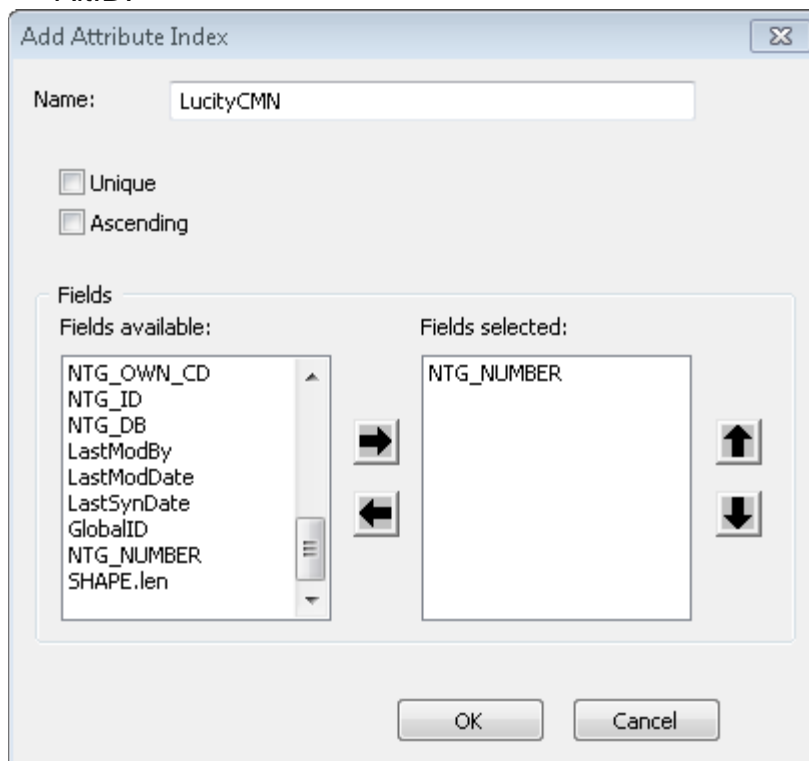 Add Attribute Index
Name: LucityCMN
Unique
Ascending
Fields
Fields available:
NTG_OWN_CD
NTG_ID
NTG_DB
LastModBy
LastModDate
LastSynDate
GlobalID
NTG_NUMBER
SHAPE.len
Fields selected:
NTG_NUMBER
OK Cancel